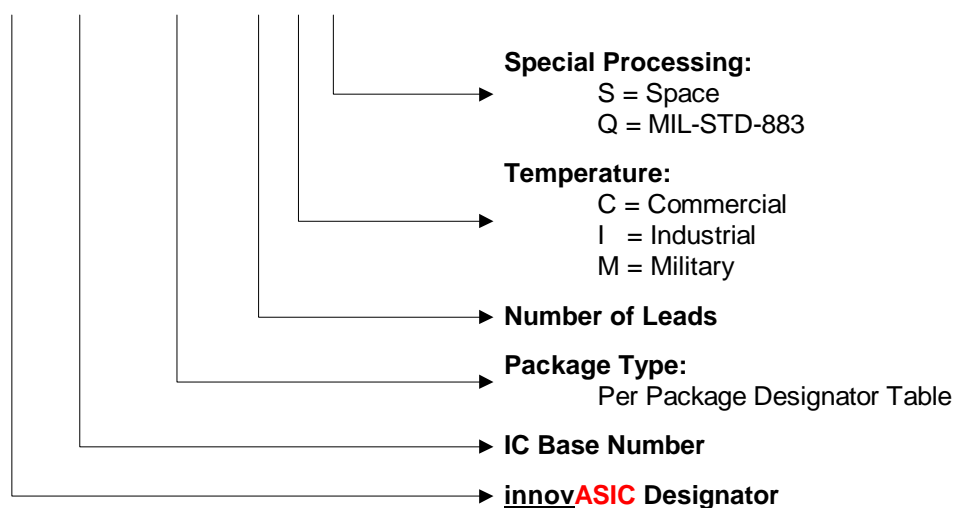 Special Processing:
S = Space
Q = MIL-STD-883
Temperature:
C = Commercial
I = Industrial
M = Military
Number of Leads
Package Type:
Per Package Designator Table
IC Base Number
innovASIC Designator